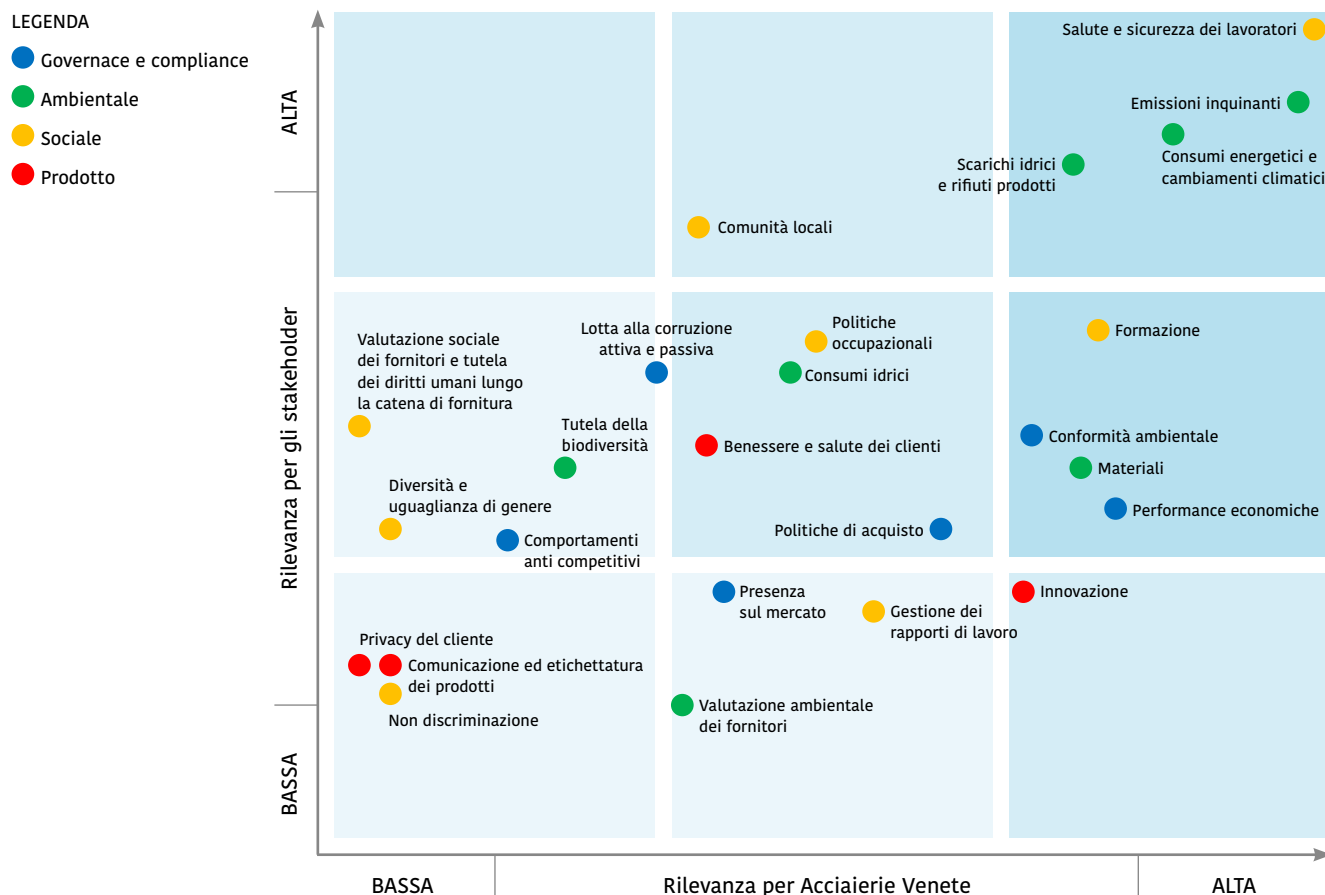 LEGENDA
Governace e compliance
Ambientale
Sociale
Prodotto
ALTA
Rilevanza per gli stakeholder
BASSA
Salute e sicurezza dei lavoratori
Emissioni inquinanti
Consumi energetici e
cambiamenti climatici
Scarichi idrici
e rifiuti prodotti
Comunità locali
Valutazione sociale
dei fornitori e tutela
dei diritti umani lungo
la catena di fornitura
Lotta alla corruzione
attiva e passiva
Politiche
occupazionali
Consumi idrici
Formazione
Tutela della
biodiversità
Benessere e salute dei clienti
Conformità ambientale
Materiali
Performance economiche
Diversità e
uguaglianza di genere
Comportamenti
anti competitivi
Politiche di acquisto
Presenza
sul mercato
Gestione dei
rapporti di lavoro
Innovazione
Privacy del cliente
Comunicazione ed etichettatura
dei prodotti
Non discriminazione
Valutazione ambientale
dei fornitori
BASSA
Rilevanza per Acciaierie Venete
ALTA